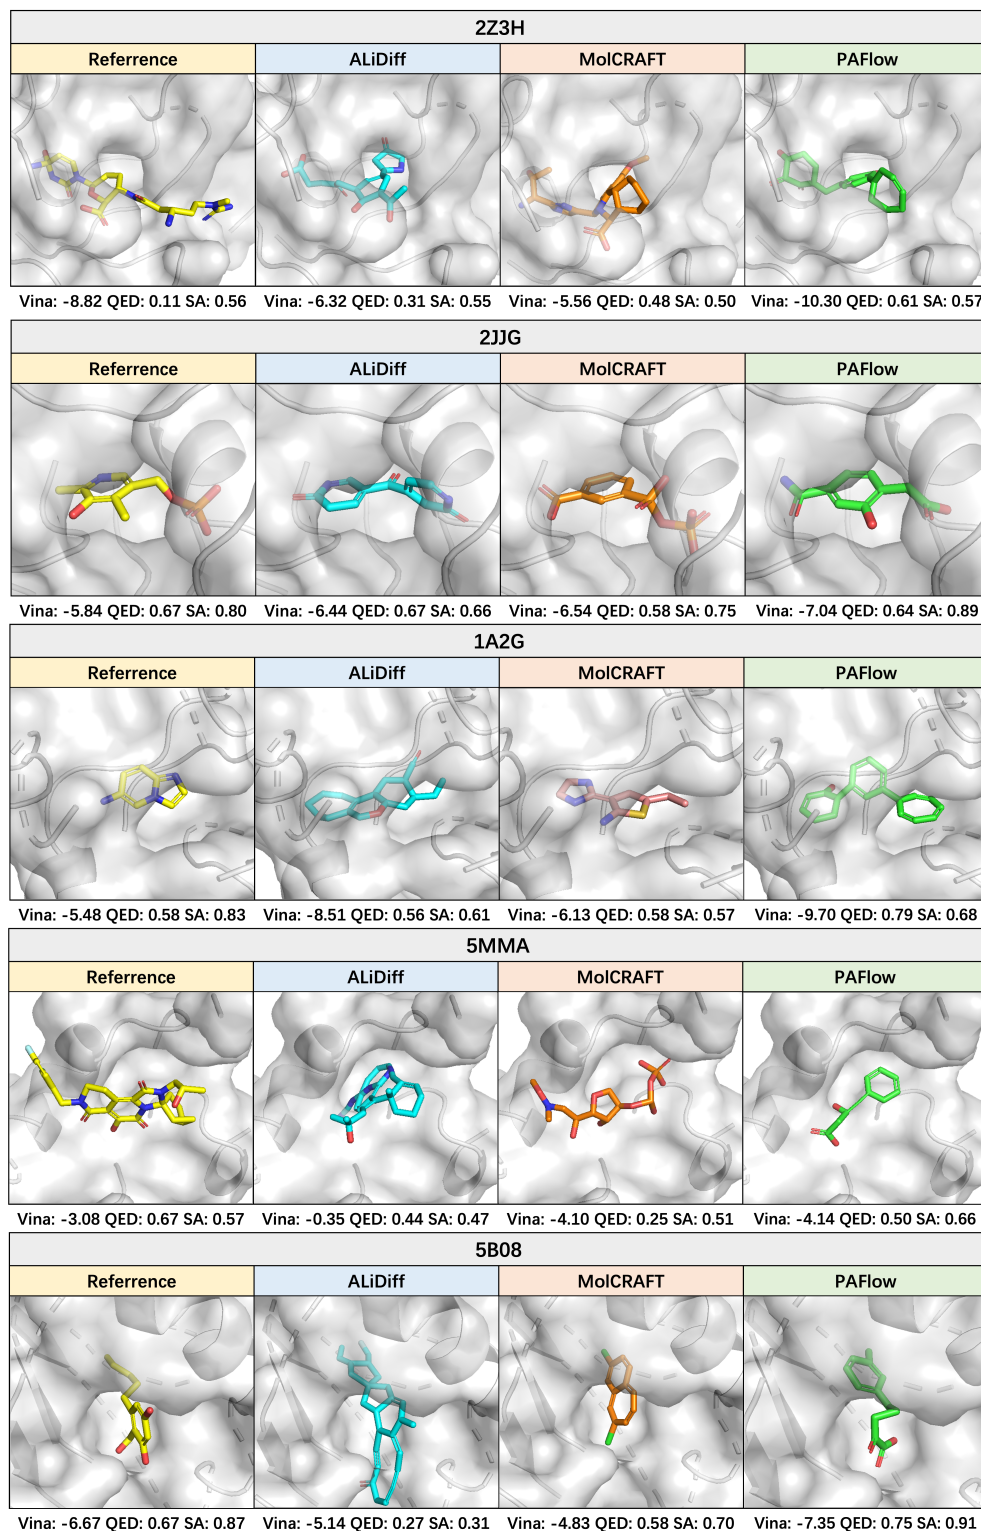 2Z3H
Referrence ALiDiff MolCRAFT PAFlow
Vina: -8.82 QED: 0.11 SA: 0.56 Vina: -6.32 QED: 0.31 SA: 0.55 Vina: -5.56 QED: 0.48 SA: 0.50 Vina: -10.30 QED: 0.61 SA: 0.57
2JJG
Referrence ALiDiff MolCRAFT PAFlow
Vina: -5.84 QED: 0.67 SA: 0.80 Vina: -6.44 QED: 0.67 SA: 0.66 Vina: -6.54 QED: 0.58 SA: 0.75 Vina: -7.04 QED: 0.64 SA: 0.89
1A2G
Referrence ALiDiff MolCRAFT PAFlow
Vina: -5.48 QED: 0.58 SA: 0.83 Vina: -8.51 QED: 0.56 SA: 0.61 Vina: -6.13 QED: 0.58 SA: 0.57 Vina: -9.70 QED: 0.79 SA: 0.68
5MMA
Referrence ALiDiff MolCRAFT PAFlow
Vina: -3.08 QED: 0.67 SA: 0.57 Vina: -0.35 QED: 0.44 SA: 0.47 Vina: -4.10 QED: 0.25 SA: 0.51 Vina: -4.14 QED: 0.50 SA: 0.66
5B08
Referrence ALiDiff MolCRAFT PAFlow
Vina: -6.67 QED: 0.67 SA: 0.87 Vina: -5.14 QED: 0.27 SA: 0.31 Vina: -4.83 QED: 0.58 SA: 0.70 Vina: -7.35 QED: 0.75 SA: 0.91